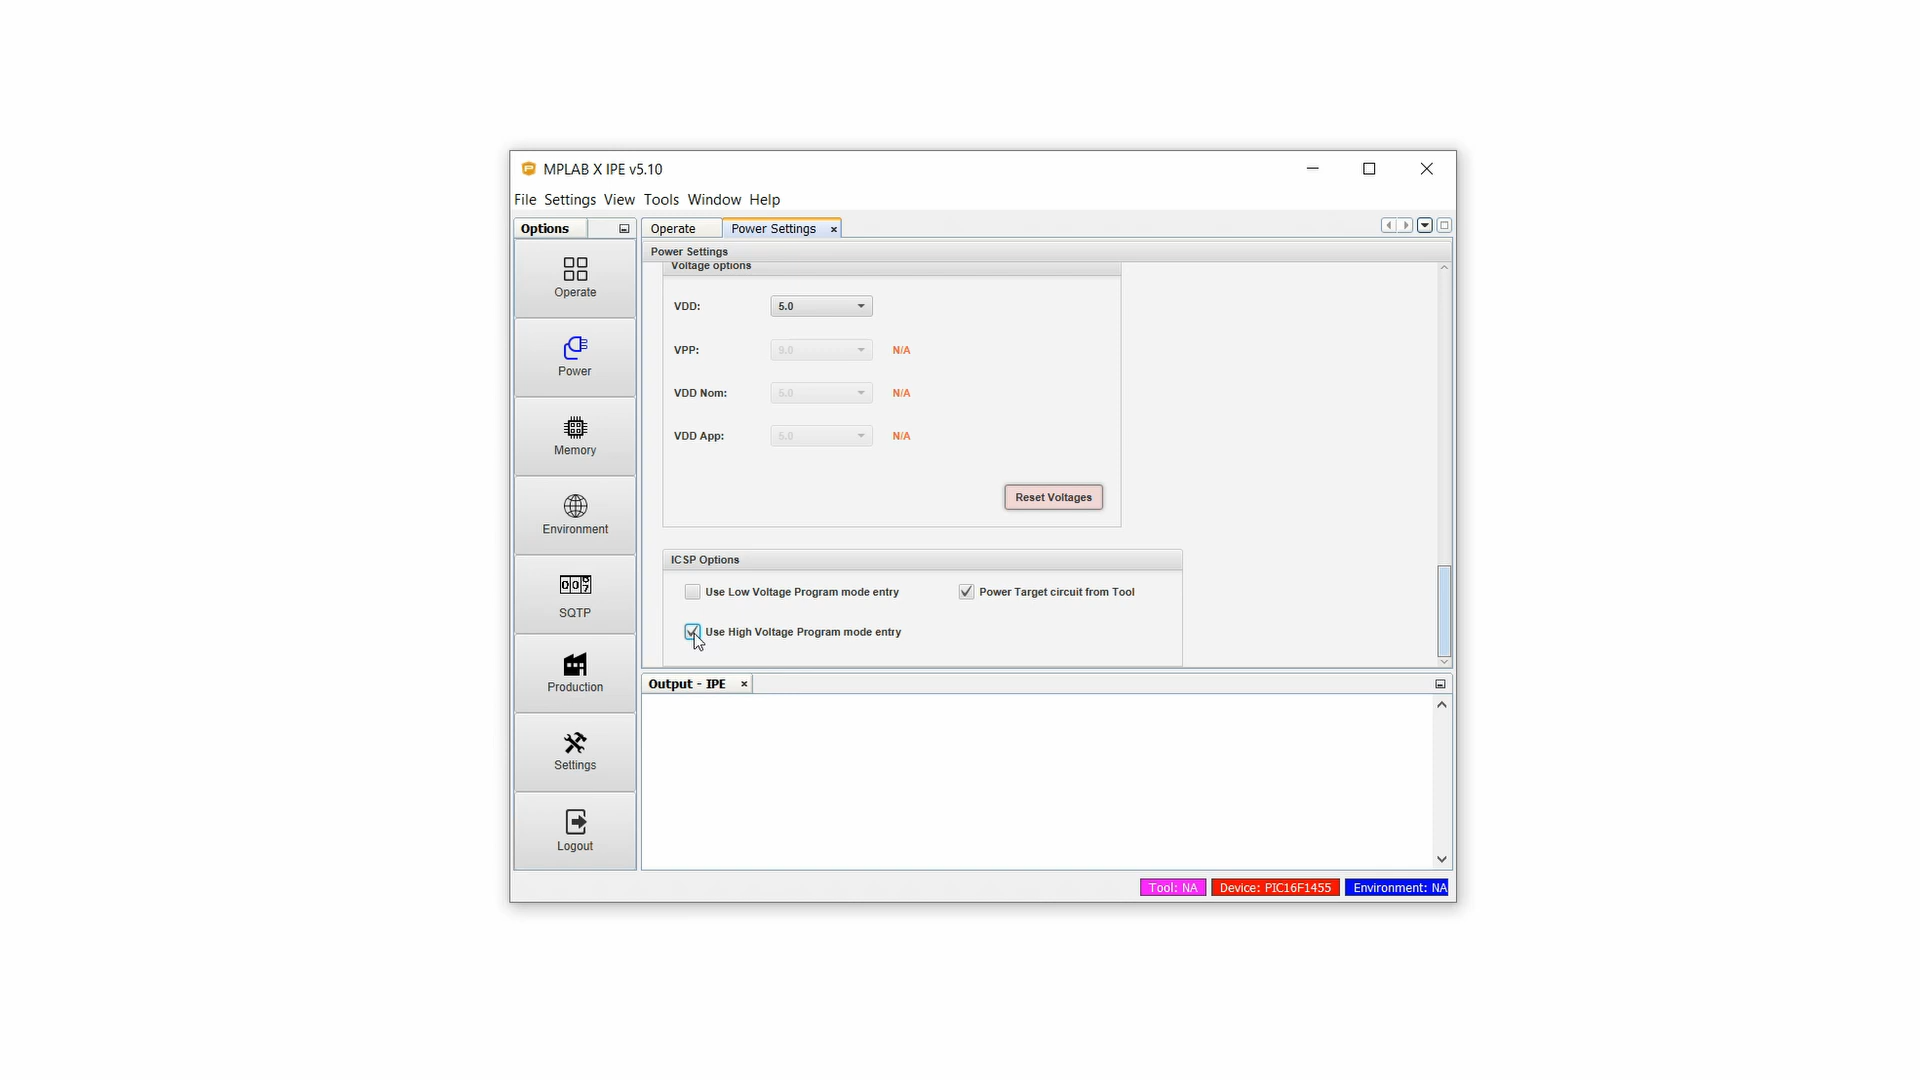 MPLAB X IPE v5.10
File Settings View Tools Window Help
Options
Operate
Power Settings
Power Settings
Voltage options
VDD: 5.0
VPP: 9.0 N/A
VDD Nom: 5.0 N/A
VDD App: 5.0 N/A
Reset Voltages
ICSP Options
Use Low Voltage Program mode entry
Power Target circuit from Tool
Use High Voltage Program mode entry
Operate
Power
Memory
Environment
SQTP
Production
Settings
Logout
Output - IPE
Tool: NA
Device: PIC16F1455
Environment: NA